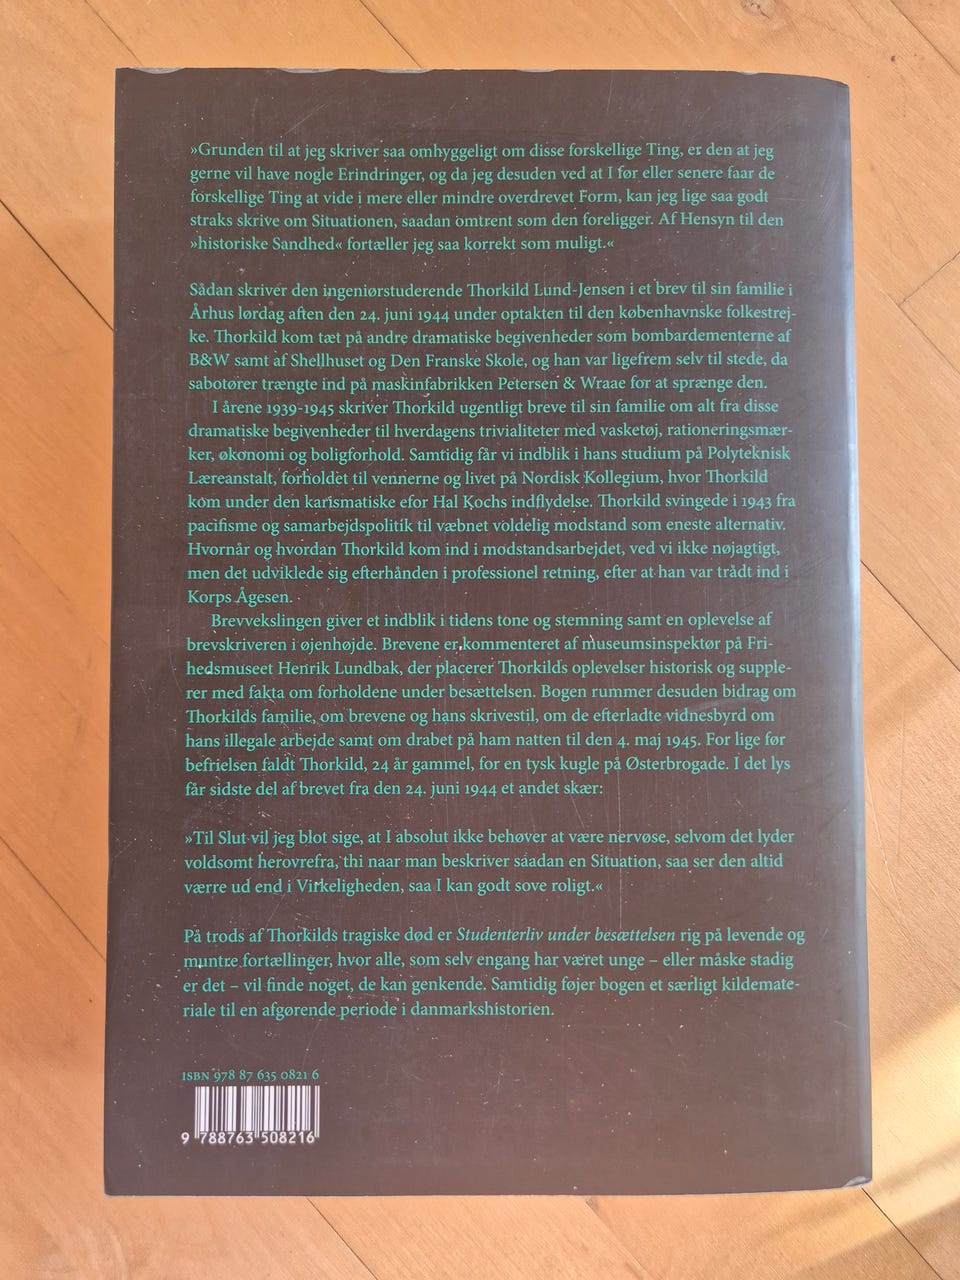 »Grunden til at jeg skriver saa omhyggeligt om disse forskellige Ting, er den at jeg
gerne vil have nogle Erindringer, og da jeg desuden ved at I før eller senere faar de
forskellige Ting at vide i mere eller mindre overdrevet Form, kan jeg lige saa godt
straks skrive om Situationen, saadan omtrent som den foreligger. Af Hensyn til den
»historiske Sandhed« fortæller jeg saa korrekt som muligt.«
Sådan skriver den ingeniørstuderende Thorkild Lund-Jensen i et brev til sin familie i
Århus lørdag aften den 24. juni 1944 under optakten til den københavnske folkestrej-
ke. Thorkild kom tæt på andre dramatiske begivenheder som bombardementerne af
B&W samt af Shellhuset og Den Franske Skole, og han var ligefrem selv til stede, da
sabotører trængte ind på maskinfabrikken Petersen & Wraae for at sprænge den.
I årene 1939-1945 skriver Thorkild ugentligt breve til sin familie om alt fra disse
dramatiske begivenheder til hverdagens trivialiteter med vasketøj, rationeringsmær-
ker, økonomi og boligforhold. Samtidig får vi indblik i hans studium på Polyteknisk
Læreanstalt, forholdet til vennerne og livet på Nordisk Kollegium, hvor Thorkild
kom under den karismatiske efor Hal Kochs indflydelse. Thorkild svingede i 1943 fra
pacifisme og samarbejdspolitik til væbnet voldelig modstand som eneste alternativ.
Hvornår og hvordan Thorkild kom ind i modstandsarbejdet, ved vi ikke nøjagtigt,
men det udviklede sig efterhånden i professionel retning, efter at han var trådt ind i
Korps Ågesen.
Brevvekslingen giver et indblik i tidens tone og stemning samt en oplevelse af
brevskriveren i øjenhøjde. Brevene er kommenteret af museumsinspektør på Fri-
hedsmuseet Henrik Lundbak, der placerer Thorkilds oplevelser historisk og supple-
rer med fakta om forholdene under besættelsen. Bogen rummer desuden bidrag om
Thorkilds familie, om brevene og hans skrivestil, om de efterladte vidnesbyrd om
hans illegale arbejde samt om drabet på ham natten til den 4. maj 1945. For lige før
befrielsen faldt Thorkild, 24 år gammel, for en tysk kugle på Østerbrogade. I det lys
får sidste del af brevet fra den 24. juni 1944 et andet skær:
»Til Slut vil jeg blot sige, at I absolut ikke behøver at være nervøse, selvom det lyder
voldsomt herovrefra, thi naar man beskriver saadan en Situation, saa ser den altid
værre ud end i Virkeligheden, saa I kan godt sove roligt.«
På trods af Thorkilds tragiske død er Studenterliv under besættelsen rig på levende og
muntre fortællinger, hvor alle, som selv engang har været unge – eller måske stadig
er det – vil finde noget, de kan genkende. Samtidig føjer bogen et særligt kildemate-
riale til en afgørende periode i danmarkshistorien.
ISBN 978 87 635 0821 6
9 788763 508216